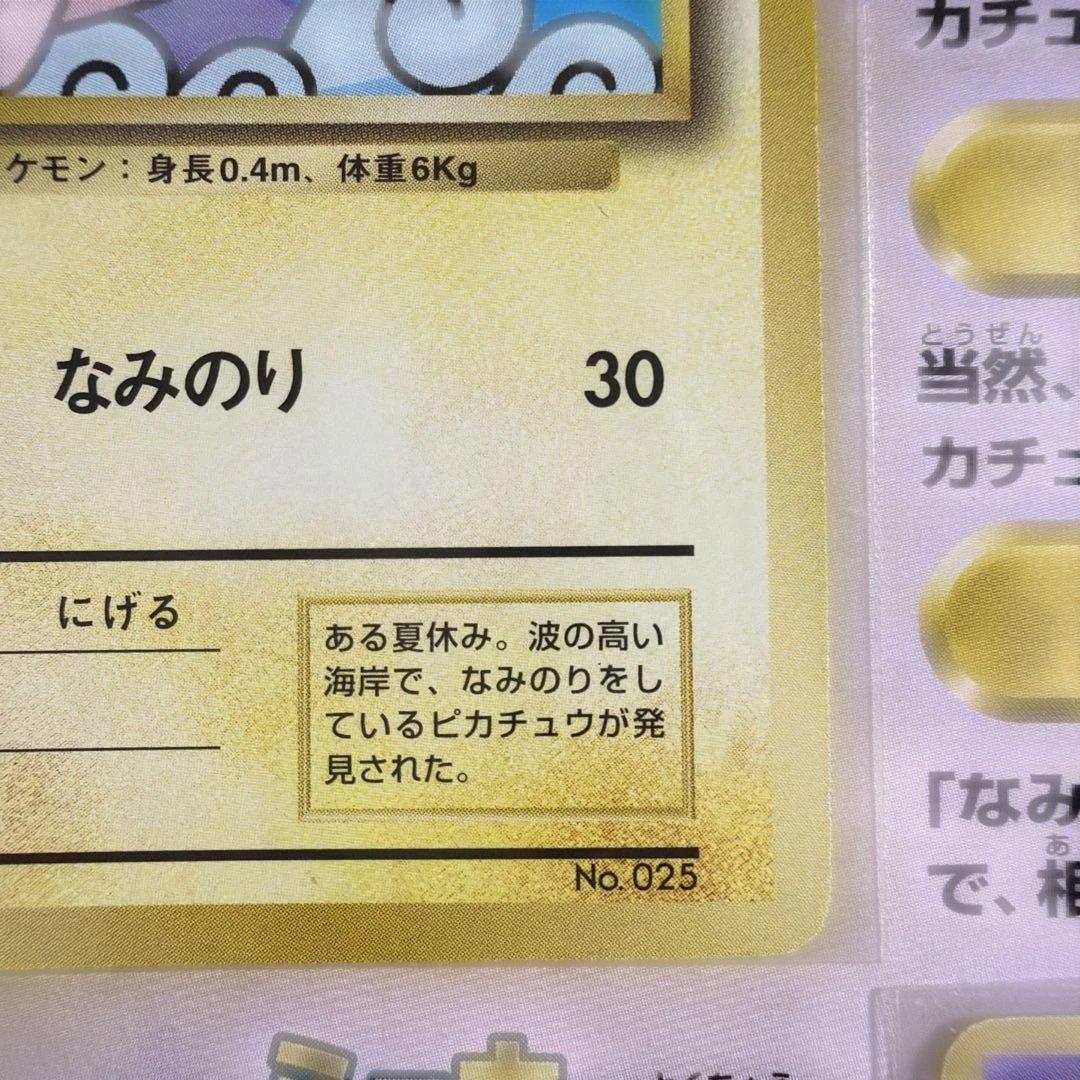 ケモン：身長0.4m、体重6Kg
なみのり 30
にげる
ある夏休み。波の高い
海岸で、なみのりをし
ているピカチュウが発
見された。
No.025
カチュ
とうぜん
当然、
カチュ
「なみ
あ
で、相